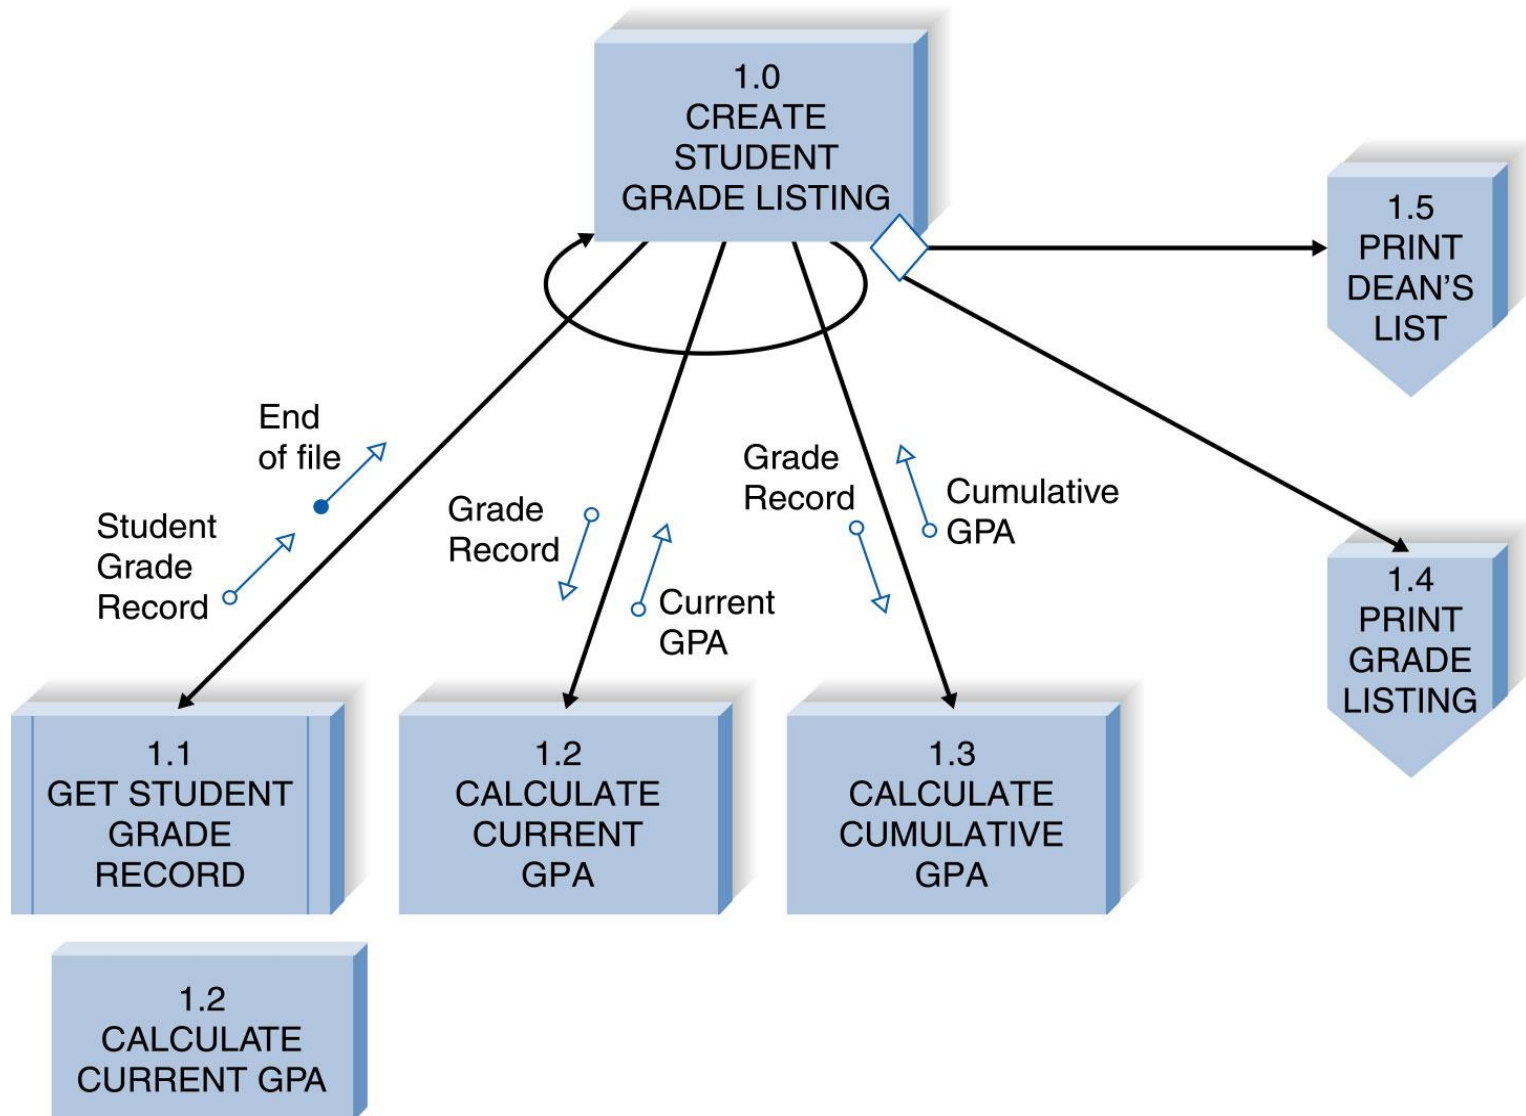 1.0
CREATE
STUDENT
GRADE LISTING
1.5
PRINT
DEAN'S
LIST
End
of file
Student
Grade
Record
Grade
Record
Current
GPA
Grade
Record
Cumulative
GPA
1.4
PRINT
GRADE
LISTING
1.1
GET STUDENT
GRADE
RECORD
1.2
CALCULATE
CURRENT
GPA
1.3
CALCULATE
CUMULATIVE
GPA
1.2
CALCULATE
CURRENT GPA